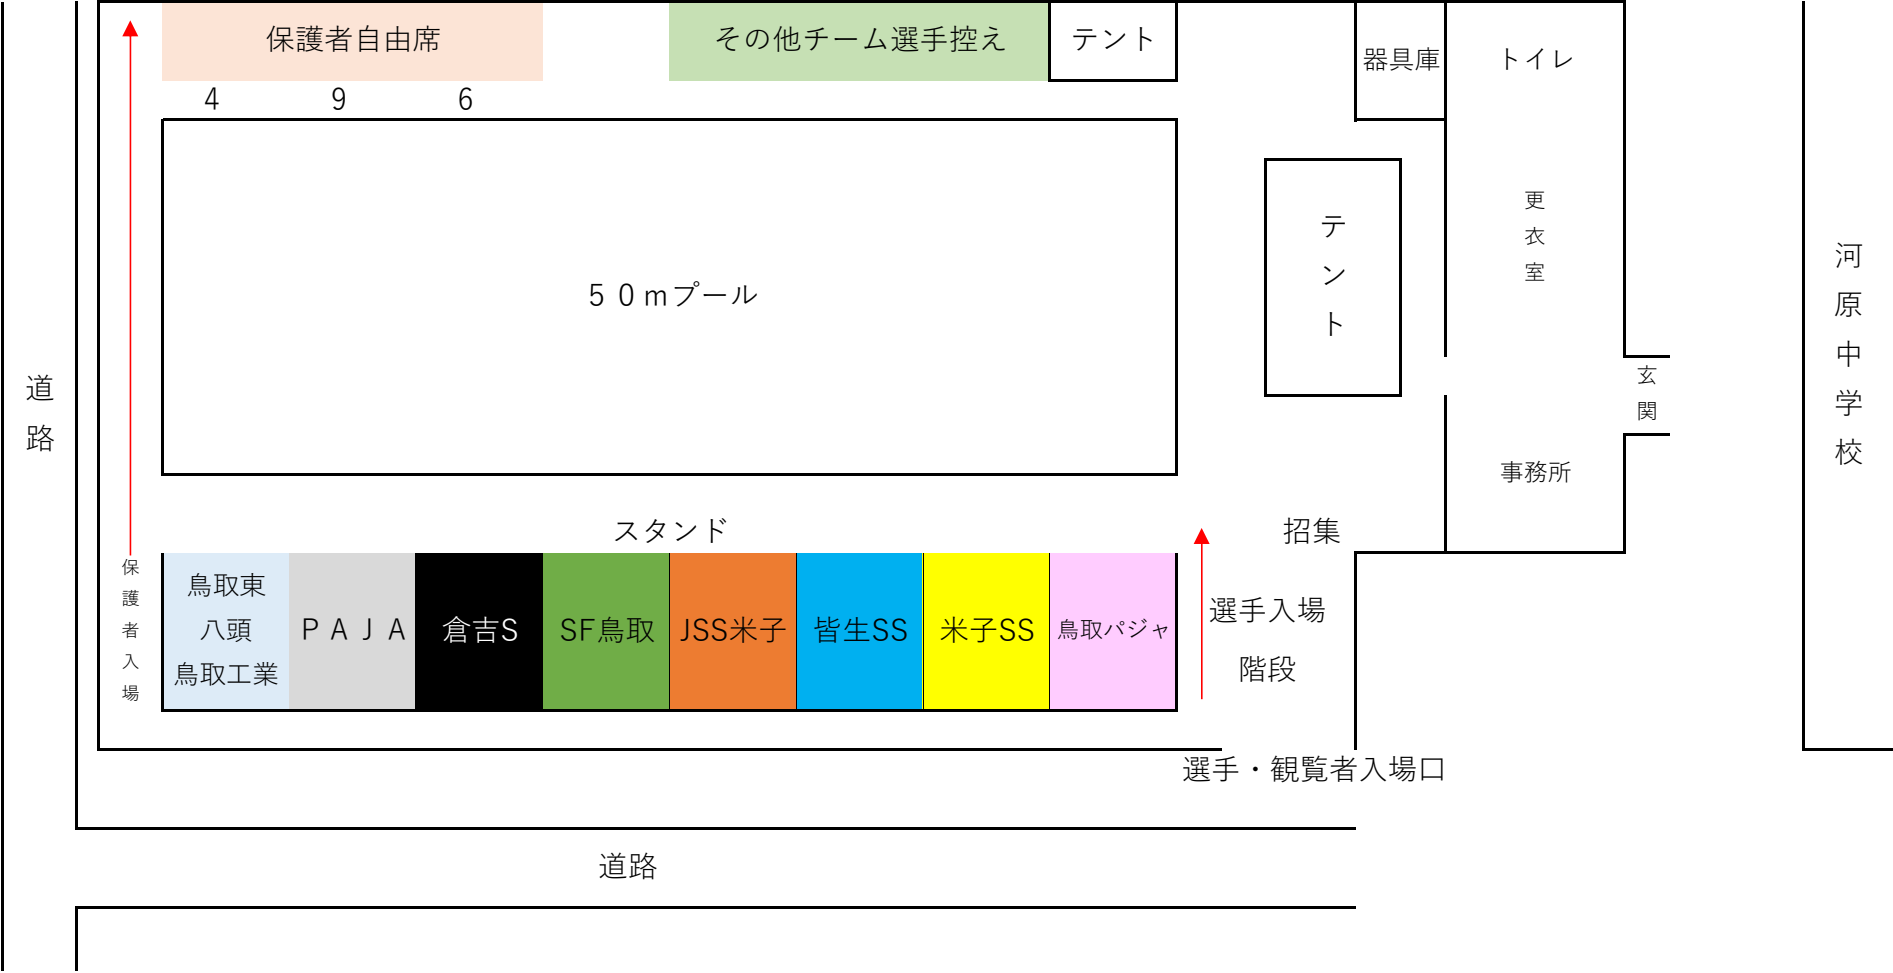 保護者自由席
その他チーム選手控え
テント
器具庫
トイレ
4 9 6
更衣室
テント
５０ｍプール
河原中学校
道路
玄関
事務所
スタンド
招集
保護者入場
鳥取東
八頭
鳥取工業
ＰＡＪＡ
倉吉S
SF鳥取
JSS米子
皆生SS
米子SS
鳥取パジャ
選手入場
階段
選手・観覧者入場口
道路